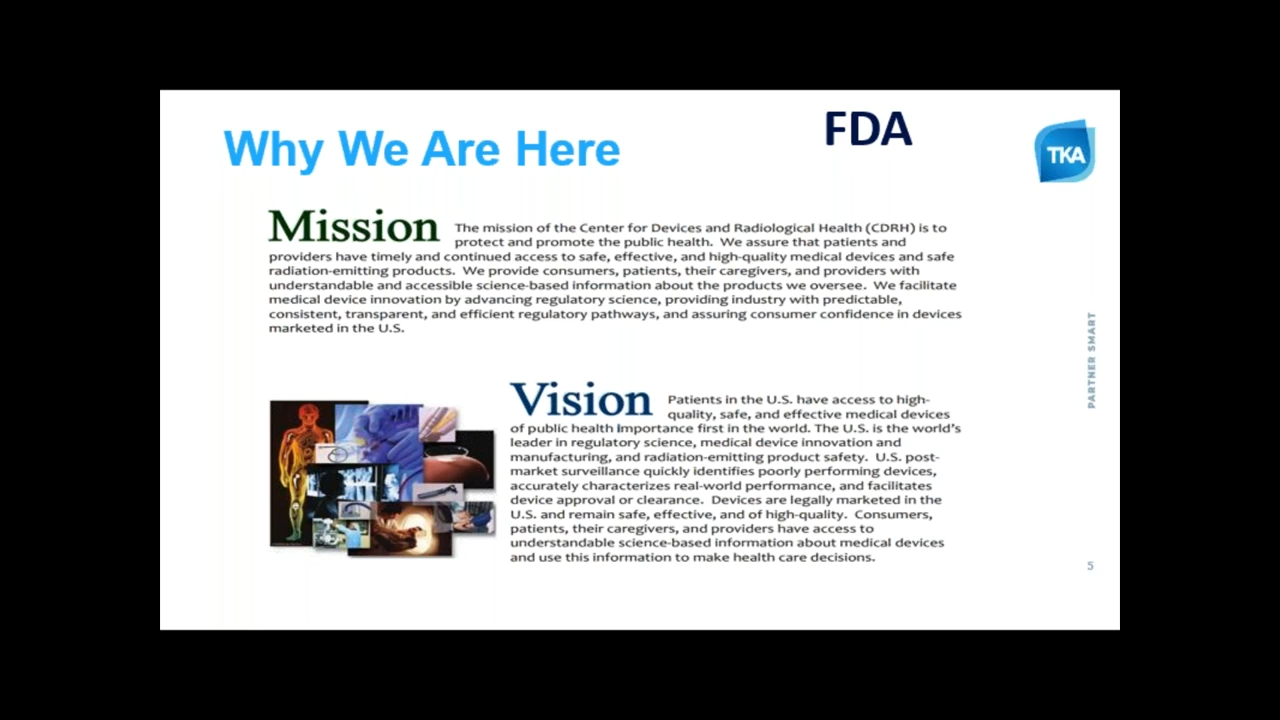 Why We Are Here
FDA
TKA
Mission
The mission of the Center for Devices and Radiological Health (CDRH) is to
protect and promote the public health. We assure that patients and
providers have timely and continued access to safe, effective, and high-quality medical devices and safe
radiation-emitting products. We provide consumers, patients, their caregivers, and providers with
understandable and accessible science-based information about the products we oversee. We facilitate
medical device innovation by advancing regulatory science, providing industry with predictable,
consistent, transparent, and efficient regulatory pathways, and assuring consumer confidence in devices
marketed in the U.S.
PARTNER SMART
Vision
Patients in the U.S. have access to high-
quality, safe, and effective medical devices
of public health importance first in the world. The U.S. is the world's
leader in regulatory science, medical device innovation and
manufacturing, and radiation-emitting product safety. U.S. post-
market surveillance quickly identifies poorly performing devices,
accurately characterizes real-world performance, and facilitates
device approval or clearance. Devices are legally marketed in the
U.S. and remain safe, effective, and of high-quality. Consumers,
patients, their caregivers, and providers have access to
understandable science-based information about medical devices
and use this information to make health care decisions.
5